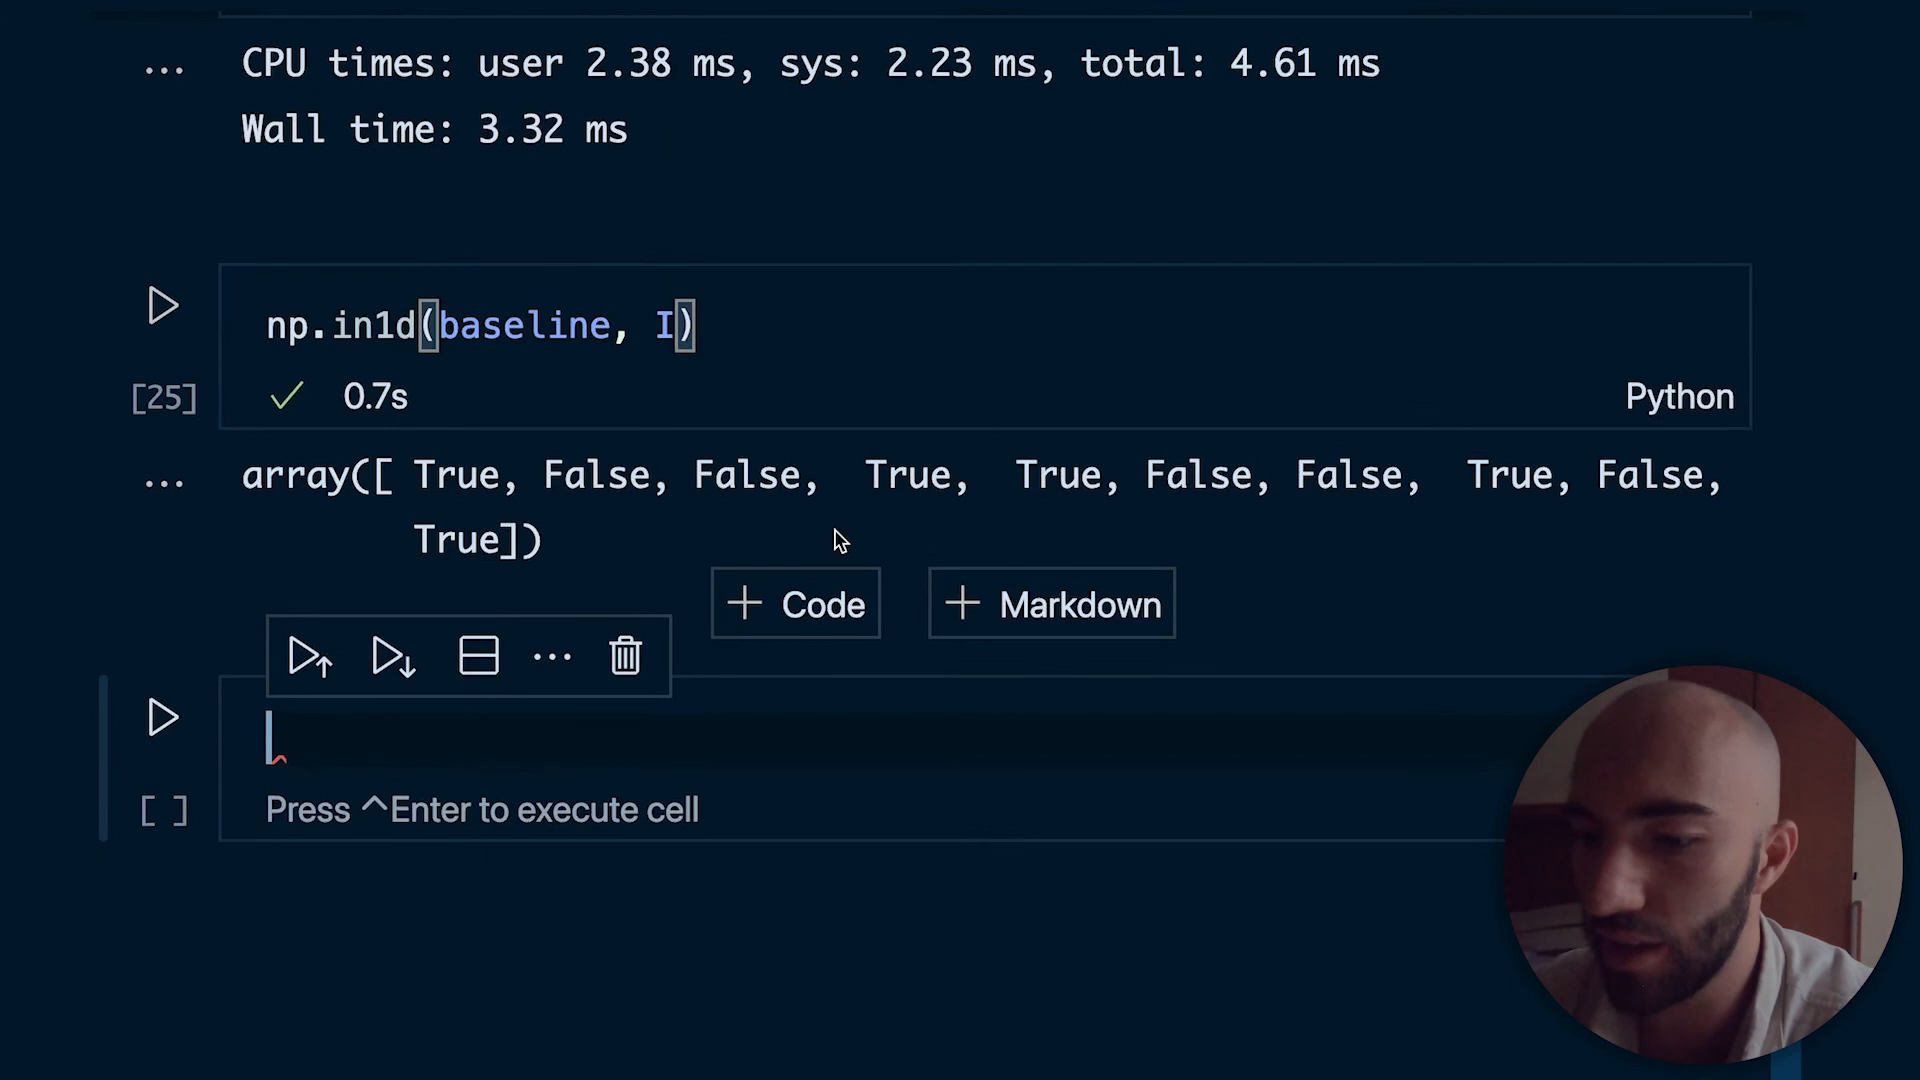 ... CPU times: user 2.38 ms, sys: 2.23 ms, total: 4.61 ms
Wall time: 3.32 ms
np.in1d(baseline, I)
[25] ✓ 0.7s Python
... array([ True, False, False,  True,  True, False, False,  True, False,
True])
+ Code + Markdown
...
[ ] Press ^Enter to execute cell